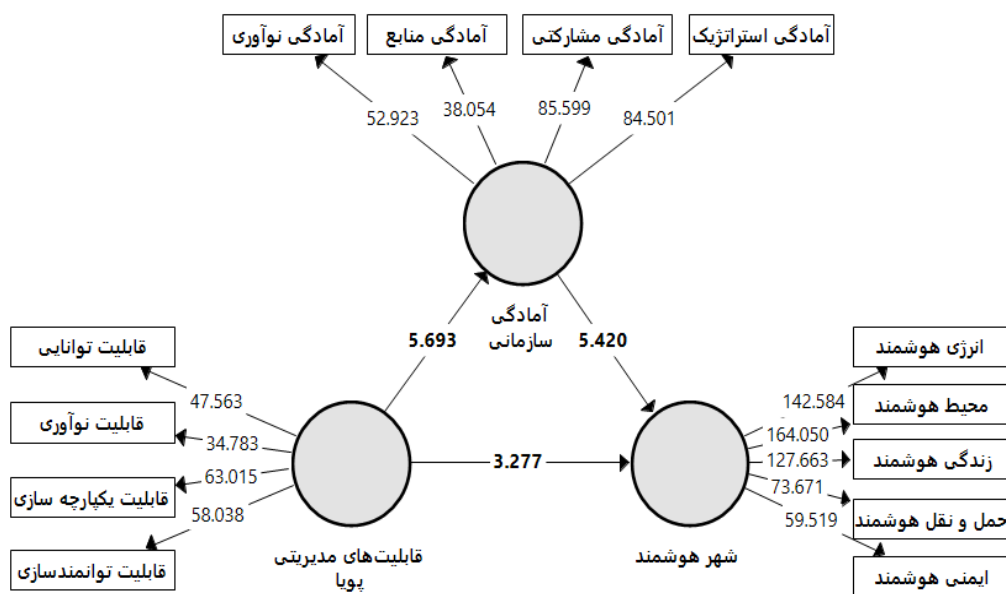 آمادگی استراتژیک
آمادگی مشارکتی
آمادگی منابع
آمادگی نوآوری
52.923
38.054
85.599
84.501
آمادگی
سازمانی
5.693
5.420
قابلیت توانایی
قابلیت نوآوری
قابلیت یکپارچه سازی
قابلیت توانمندسازی
47.563
34.783
63.015
58.038
قابلیت‌های مدیریتی
پویا
3.277
شهر هوشمند
142.584
164.050
127.663
73.671
59.519
انرژی هوشمند
محیط هوشمند
زندگی هوشمند
حمل و نقل هوشمند
ایمنی هوشمند